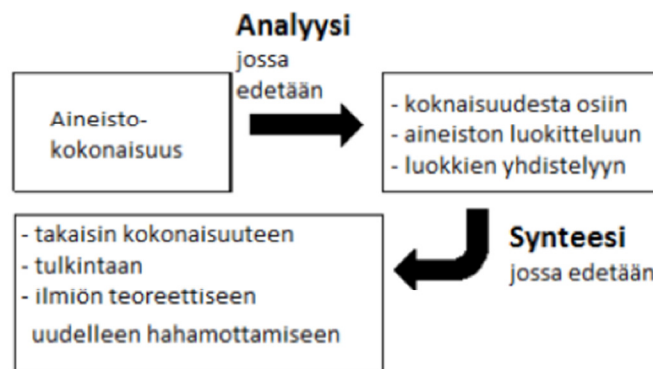 Analyysi
jossa
edetään
Aineisto-
kokonaisuus
- koknaisuudesta osiin
- aineiston luokitteluun
- luokkien yhdistelyyn
Synteesi
jossa edetään
- takaisin kokonaisuuteen
- tulkintaan
- ilmiön teoreettiseen
uudelleen hahamottamiseen